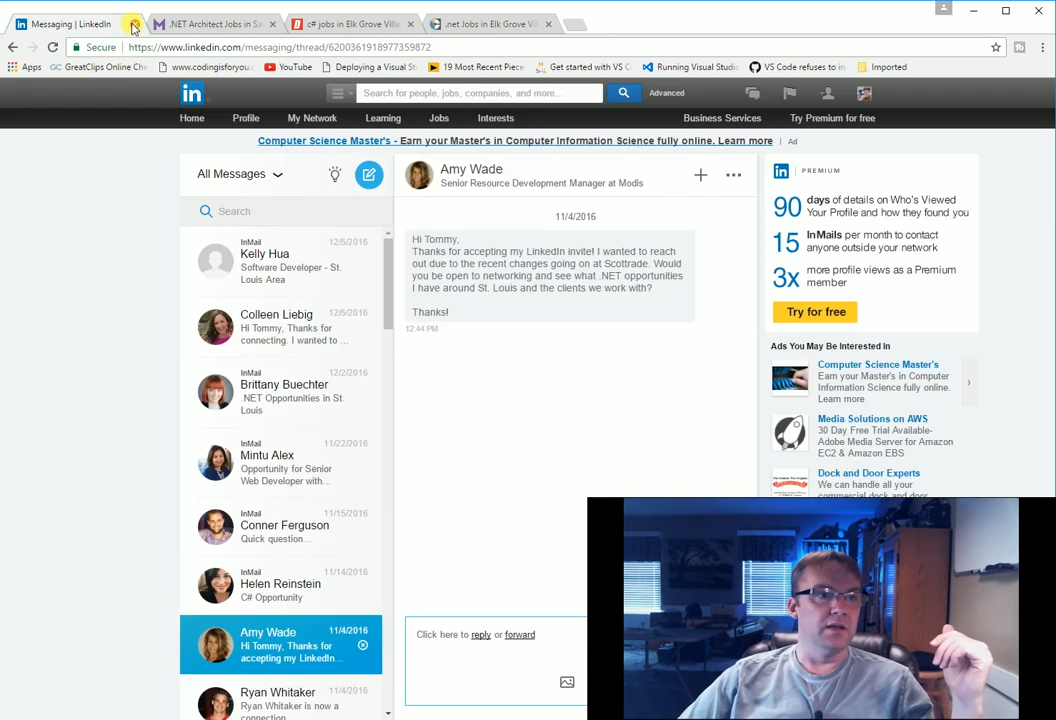 Messaging | LinkedIn
.NET Architect Jobs in Sa
c# jobs in Elk Grove Villa
.net Jobs in Elk Grove Vill
Secure
https://www.linkedin.com/messaging/thread/6200361918977359872
Apps
GreatClips Online Che
www.codingisforyou.c
YouTube
Deploying a Visual St
19 Most Recent Piece
Get started with VS C
Running Visual Studio
VS Code refuses to in
Imported
in
Search for people, jobs, companies, and more...
Advanced
Home
Profile
My Network
Learning
Jobs
Interests
Business Services
Try Premium for free
Computer Science Master's - Earn your Master's in Computer Information Science fully online. Learn more
Ad
All Messages
Search
InMail
12/5/2016
Kelly Hua
Software Developer - St.
Louis Area
Colleen Liebig
12/5/2016
Hi Tommy, Thanks for
connecting. I wanted to ...
InMail
12/2/2016
Brittany Buechter
.NET Opportunities in St.
Louis
InMail
11/22/2016
Mintu Alex
Opportunity for Senior
Web Developer with...
InMail
11/15/2016
Conner Ferguson
Quick question...
InMail
11/14/2016
Helen Reinstein
C# Opportunity
Amy Wade
11/4/2016
Hi Tommy, Thanks for
accepting my LinkedIn...
Ryan Whitaker
11/4/2016
Ryan Whitaker is now a
connection
Amy Wade
Senior Resource Development Manager at Modis
11/4/2016
Hi Tommy,
Thanks for accepting my LinkedIn invite! I wanted to reach
out due to the recent changes going on at Scottrade. Would
you be open to networking and see what .NET opportunities
I have around St. Louis and the clients we work with?
Thanks!
12:44 PM
Click here to reply or forward
in PREMIUM
90 days of details on Who's Viewed
Your Profile and how they found you
15 InMails per month to contact
anyone outside your network
3x more profile views as a Premium
member
Try for free
Ads You May Be Interested In
Computer Science Master's
Earn your Master's in Computer
Information Science fully online.
Learn more
Media Solutions on AWS
30 Day Free Trial Available-
Adobe Media Server for Amazon
EC2 & Amazon EBS
Dock and Door Experts
We can handle all your
commercial dock and door